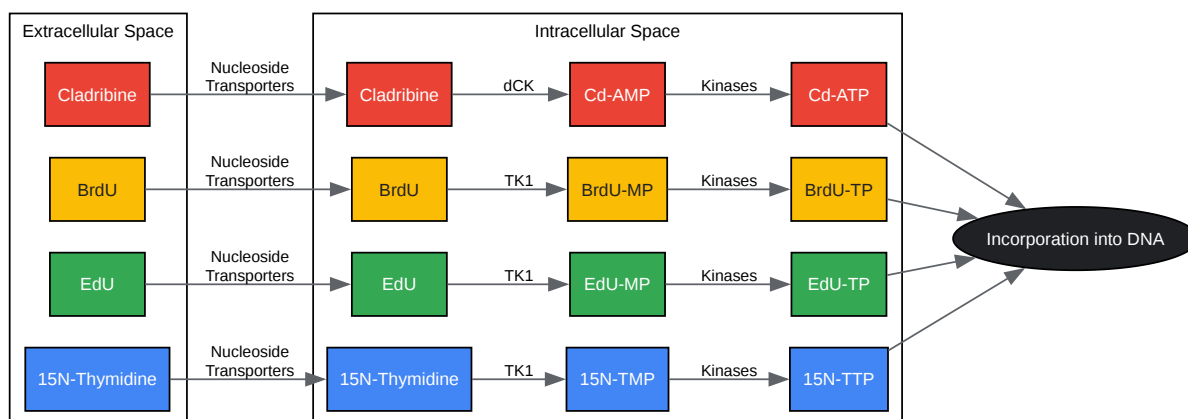 Extracellular Space
Intracellular Space
Cladribine
Nucleoside
Transporters
Cladribine
dCK
Cd-AMP
Kinases
Cd-ATP
BrdU
Nucleoside
Transporters
BrdU
TK1
BrdU-MP
Kinases
BrdU-TP
Incorporation into DNA
EdU
Nucleoside
Transporters
EdU
TK1
EdU-MP
Kinases
EdU-TP
15N-Thymidine
Nucleoside
Transporters
15N-Thymidine
TK1
15N-TMP
Kinases
15N-TTP